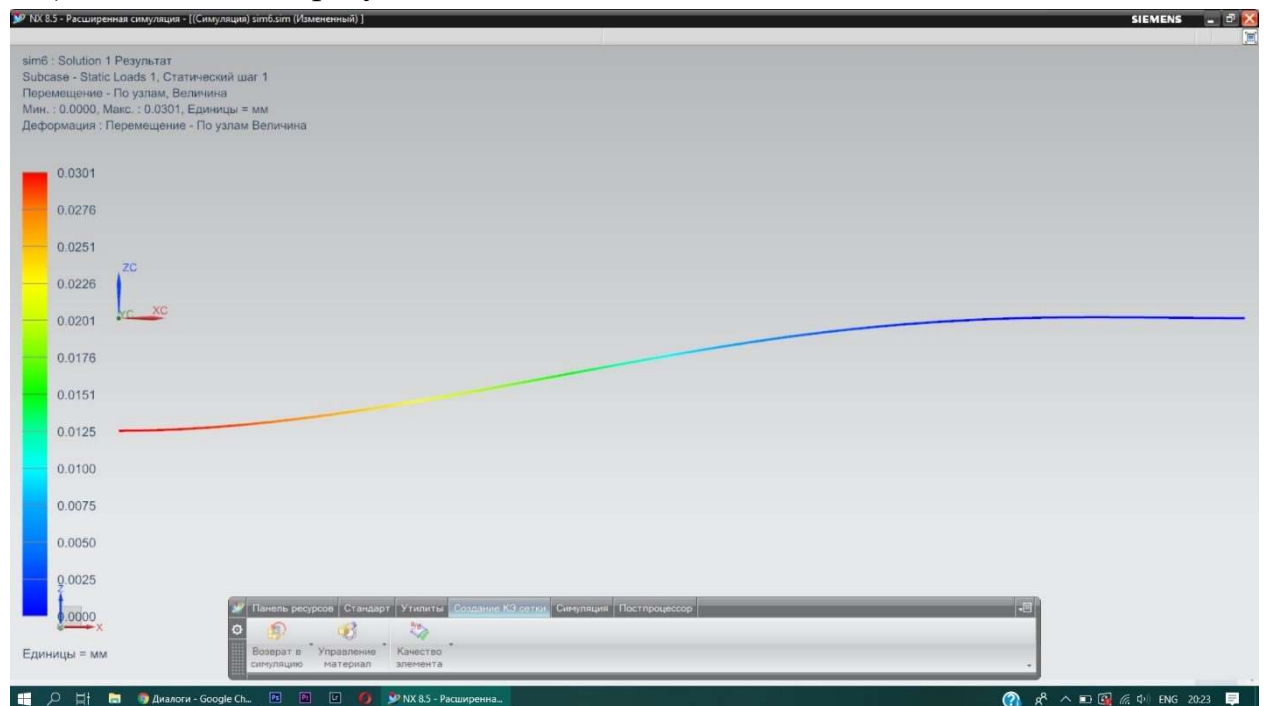 NX 8.5 - Расширенная симуляция - [(Симуляция) sim6.sim (Измененный) ]
SIEMENS
sim6 : Solution 1 Результат
Subcase - Static Loads 1, Статический шаг 1
Перемещение - По узлам, Величина
Мин. : 0.0000, Макс. : 0.0301, Единицы = мм
Деформация : Перемещение - По узлам Величина
0.0301
0.0276
0.0251
0.0226
0.0201
0.0176
0.0151
0.0125
0.0100
0.0075
0.0050
0.0025
0.0000
ZC
YC
XC
Z
X
Единицы = мм
Панель ресурсов Стандарт Утилиты Создание КЭ сетки Симуляция Постпроцессор
Возврат в симуляцию
Управление материал
Качество элемента
Диалоги - Google Ch...
NX 8.5 - Расширенна...
ENG 20:23